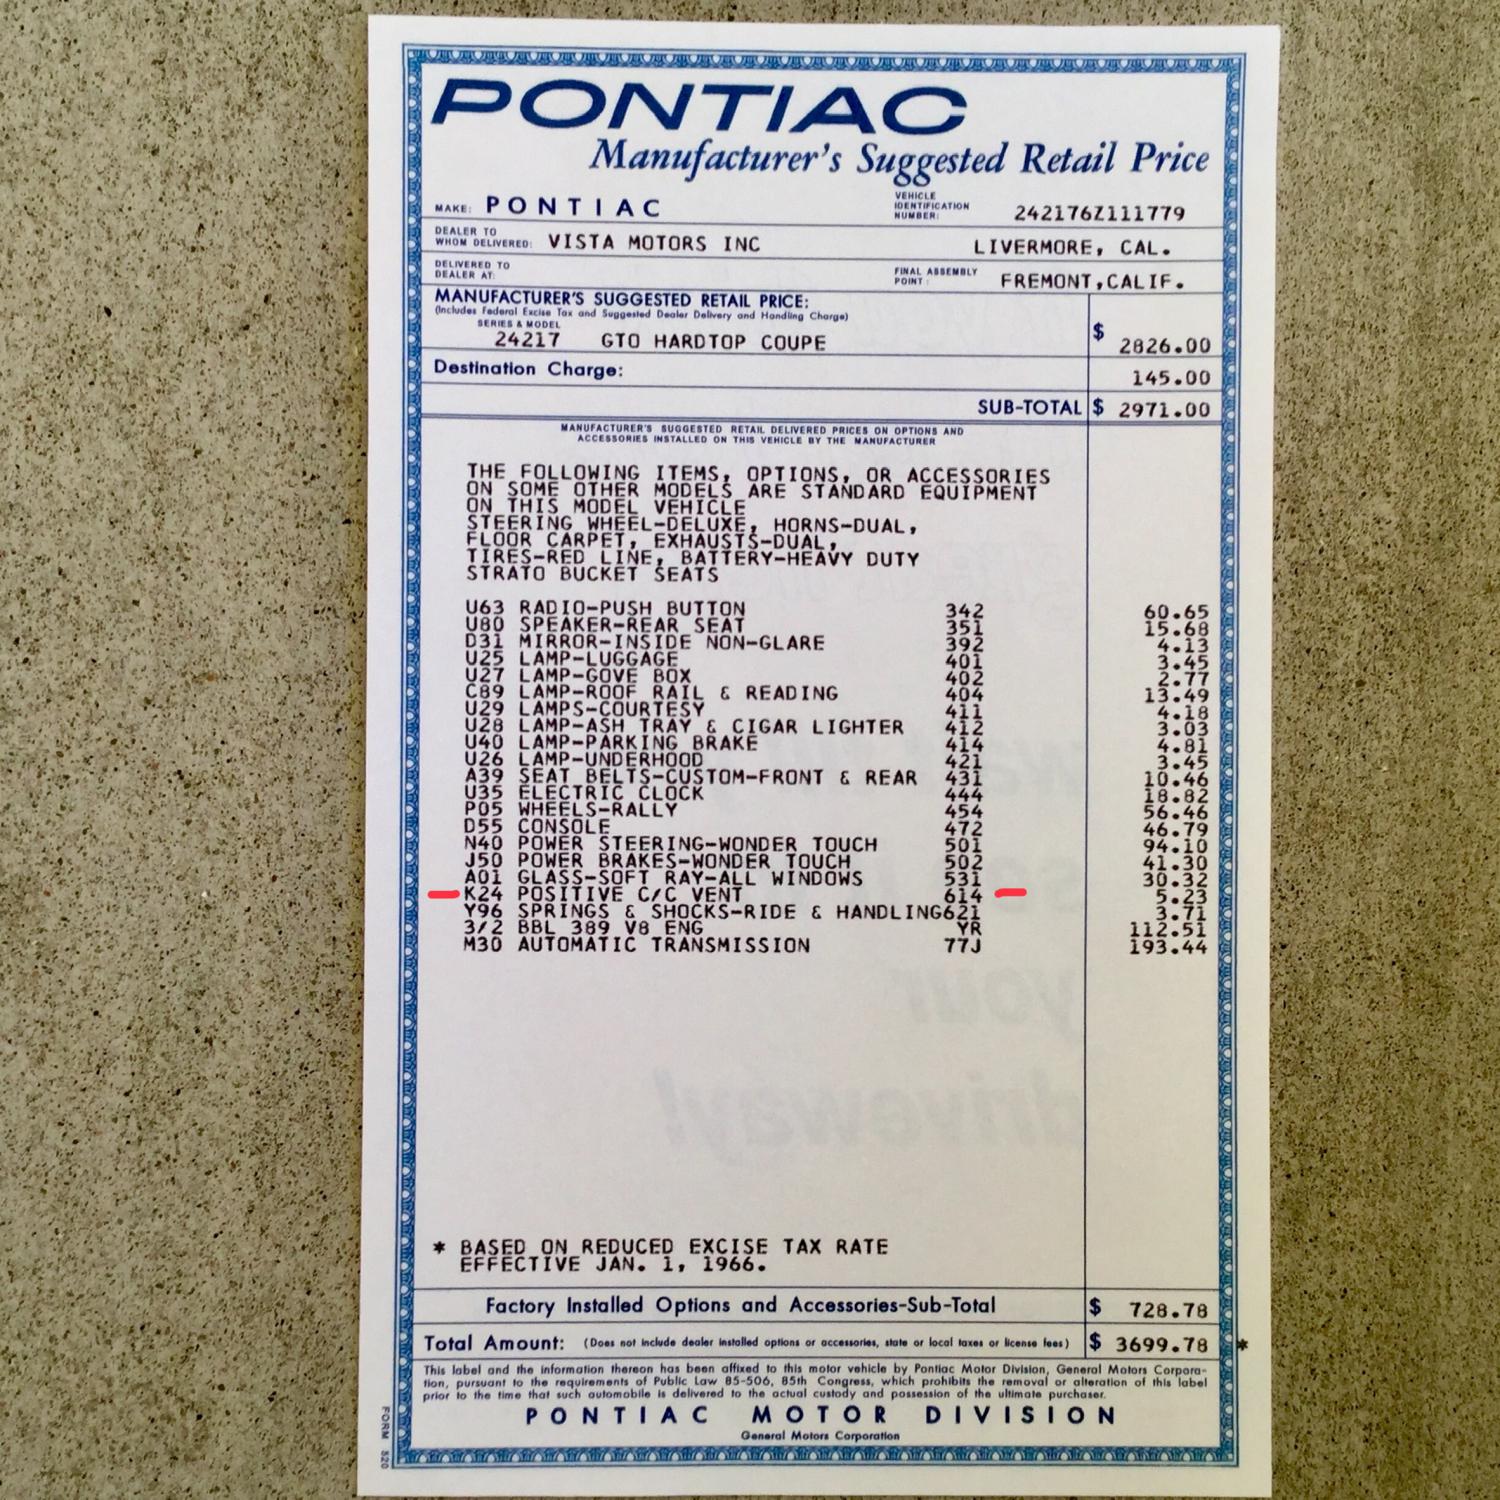 PONTIAC
Manufacturer's Suggested Retail Price
MAKE: PONTIAC VEHICLE IDENTIFICATION NUMBER: 242176Z111779
DEALER TO WHOM DELIVERED: VISTA MOTORS INC LIVERMORE, CAL.
DELIVERED TO DEALER AT: FINAL ASSEMBLY POINT: FREMONT,CALIF.
MANUFACTURER'S SUGGESTED RETAIL PRICE:
(Includes Federal Excise Tax and Suggested Dealer Delivery and Handling Charge)
SERIES & MODEL
24217 GTO HARDTOP COUPE $ 2826.00
Destination Charge: 145.00
SUB-TOTAL $ 2971.00
MANUFACTURER'S SUGGESTED RETAIL DELIVERED PRICES ON OPTIONS AND
ACCESSORIES INSTALLED ON THIS VEHICLE BY THE MANUFACTURER
THE FOLLOWING ITEMS, OPTIONS, OR ACCESSORIES
ON SOME OTHER MODELS ARE STANDARD EQUIPMENT
ON THIS MODEL VEHICLE
STEERING WHEEL-DELUXE, HORNS-DUAL,
FLOOR CARPET, EXHAUSTS-DUAL,
TIRES-RED LINE, BATTERY-HEAVY DUTY
STRATO BUCKET SEATS
U63 RADIO-PUSH BUTTON 342 60.65
U80 SPEAKER-REAR SEAT 351 15.68
D31 MIRROR-INSIDE NON-GLARE 392 4.13
U25 LAMP-LUGGAGE 401 3.45
U27 LAMP-GOVE BOX 402 2.77
C89 LAMP-ROOF RAIL & READING 404 13.49
U29 LAMPS-COURTESY 411 4.18
U28 LAMP-ASH TRAY & CIGAR LIGHTER 412 3.03
U40 LAMP-PARKING BRAKE 414 4.81
U26 LAMP-UNDERHOOD 421 3.45
A39 SEAT BELTS-CUSTOM-FRONT & REAR 431 10.46
U35 ELECTRIC CLOCK 444 18.82
P05 WHEELS-RALLY 454 56.46
D55 CONSOLE 472 46.79
N40 POWER STEERING-WONDER TOUCH 501 94.10
J50 POWER BRAKES-WONDER TOUCH 502 41.30
A01 GLASS-SOFT RAY-ALL WINDOWS 531 30.32
K24 POSITIVE C/C VENT 614 5.23
Y96 SPRINGS & SHOCKS-RIDE & HANDLING621 3.71
3/2 BBL 389 V8 ENG YR 112.51
M30 AUTOMATIC TRANSMISSION 77J 193.44
* BASED ON REDUCED EXCISE TAX RATE
EFFECTIVE JAN. 1, 1966.
Factory Installed Options and Accessories-Sub-Total $ 728.78
Total Amount: (Does not include dealer installed options or accessories, state or local taxes or license fees) $ 3699.78 *
This label and the information thereon has been affixed to this motor vehicle by Pontiac Motor Division, General Motors Corpora-
tion, pursuant to the requirements of Public Law 85-506, 85th Congress, which prohibits the removal or alteration of this label
prior to the time that such automobile is delivered to the actual custody and possession of the ultimate purchaser.
PONTIAC MOTOR DIVISION
General Motors Corporation
FORM 520